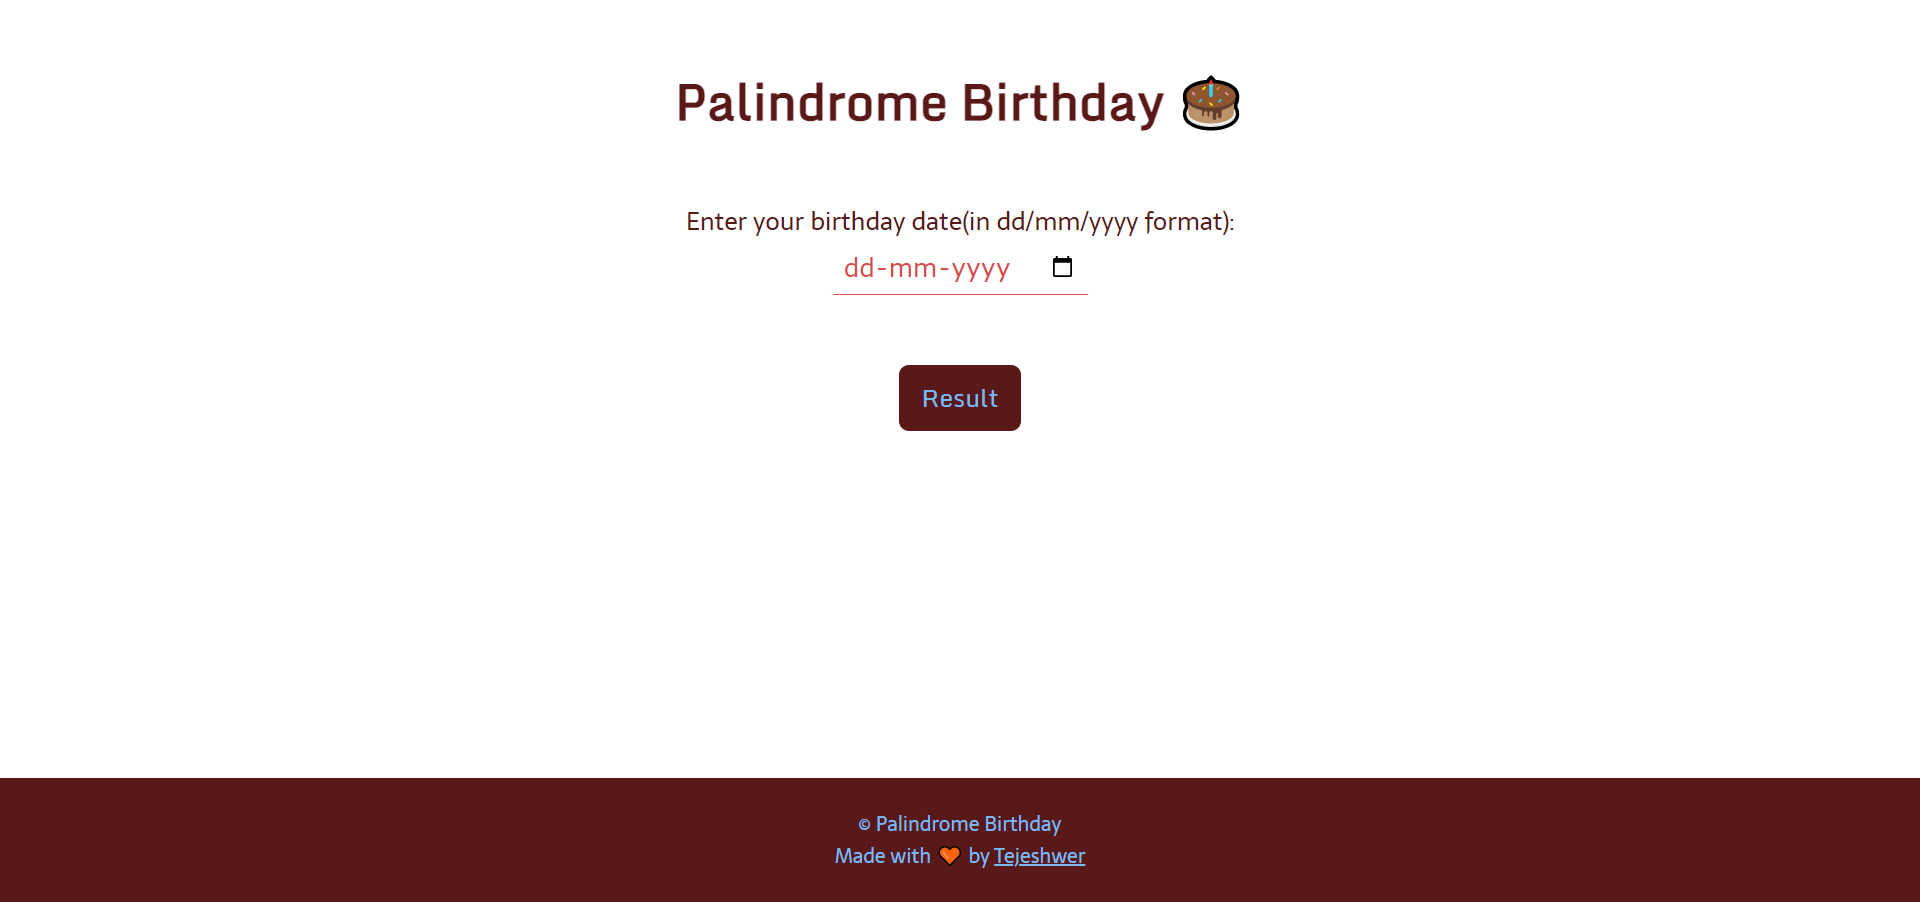 Palindrome Birthday
Enter your birthday date(in dd/mm/yyyy format):
dd-mm-yyyy
Result
© Palindrome Birthday
Made with 🧡 by Tejeshwer